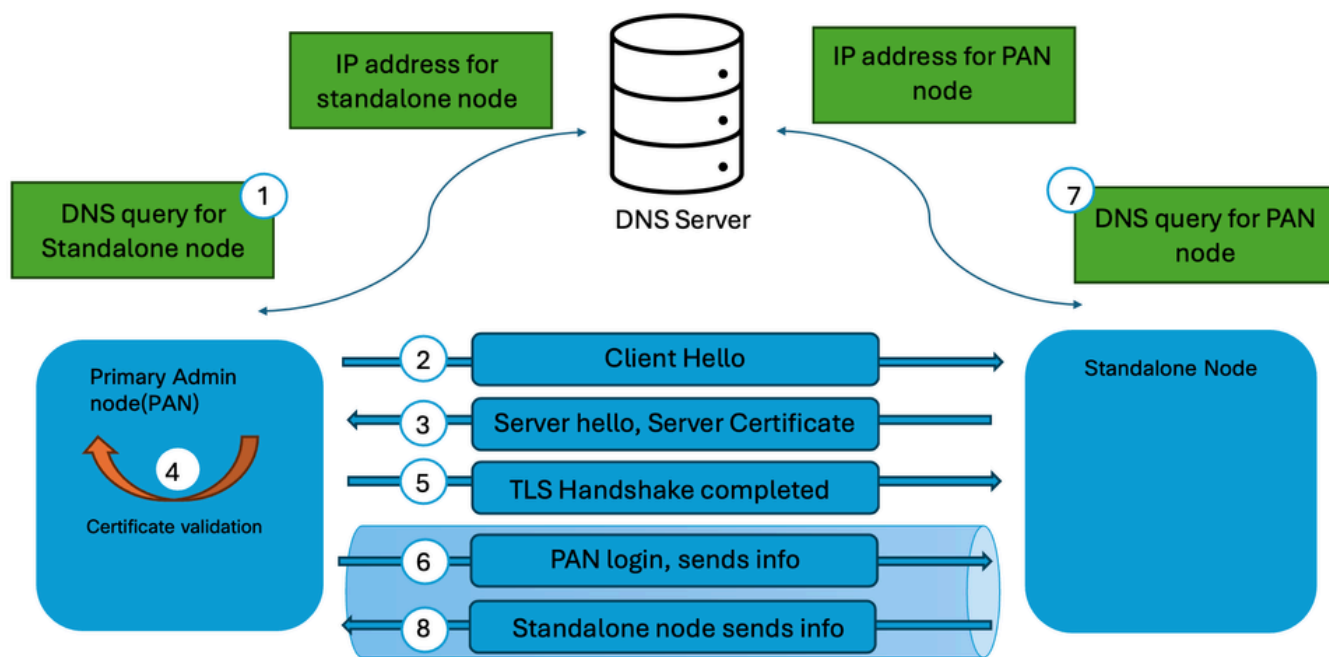 IP address for
standalone node
IP address for PAN
node
1
DNS query for
Standalone node
DNS Server
7
DNS query for PAN
node
Primary Admin
node(PAN)
4
Certificate validation
2
Client Hello
3
Server hello, Server Certificate
5
TLS Handshake completed
6
PAN login, sends info
8
Standalone node sends info
Standalone Node